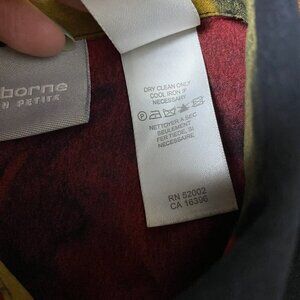 borne
N PETITE
DRY CLEAN ONLY
COOL IRON IF
NECESSARY
P
NETTOYER A SEC
SEULEMENT
FER TIEDE, SI
NECESSAIRE
RN 52002
CA 16396